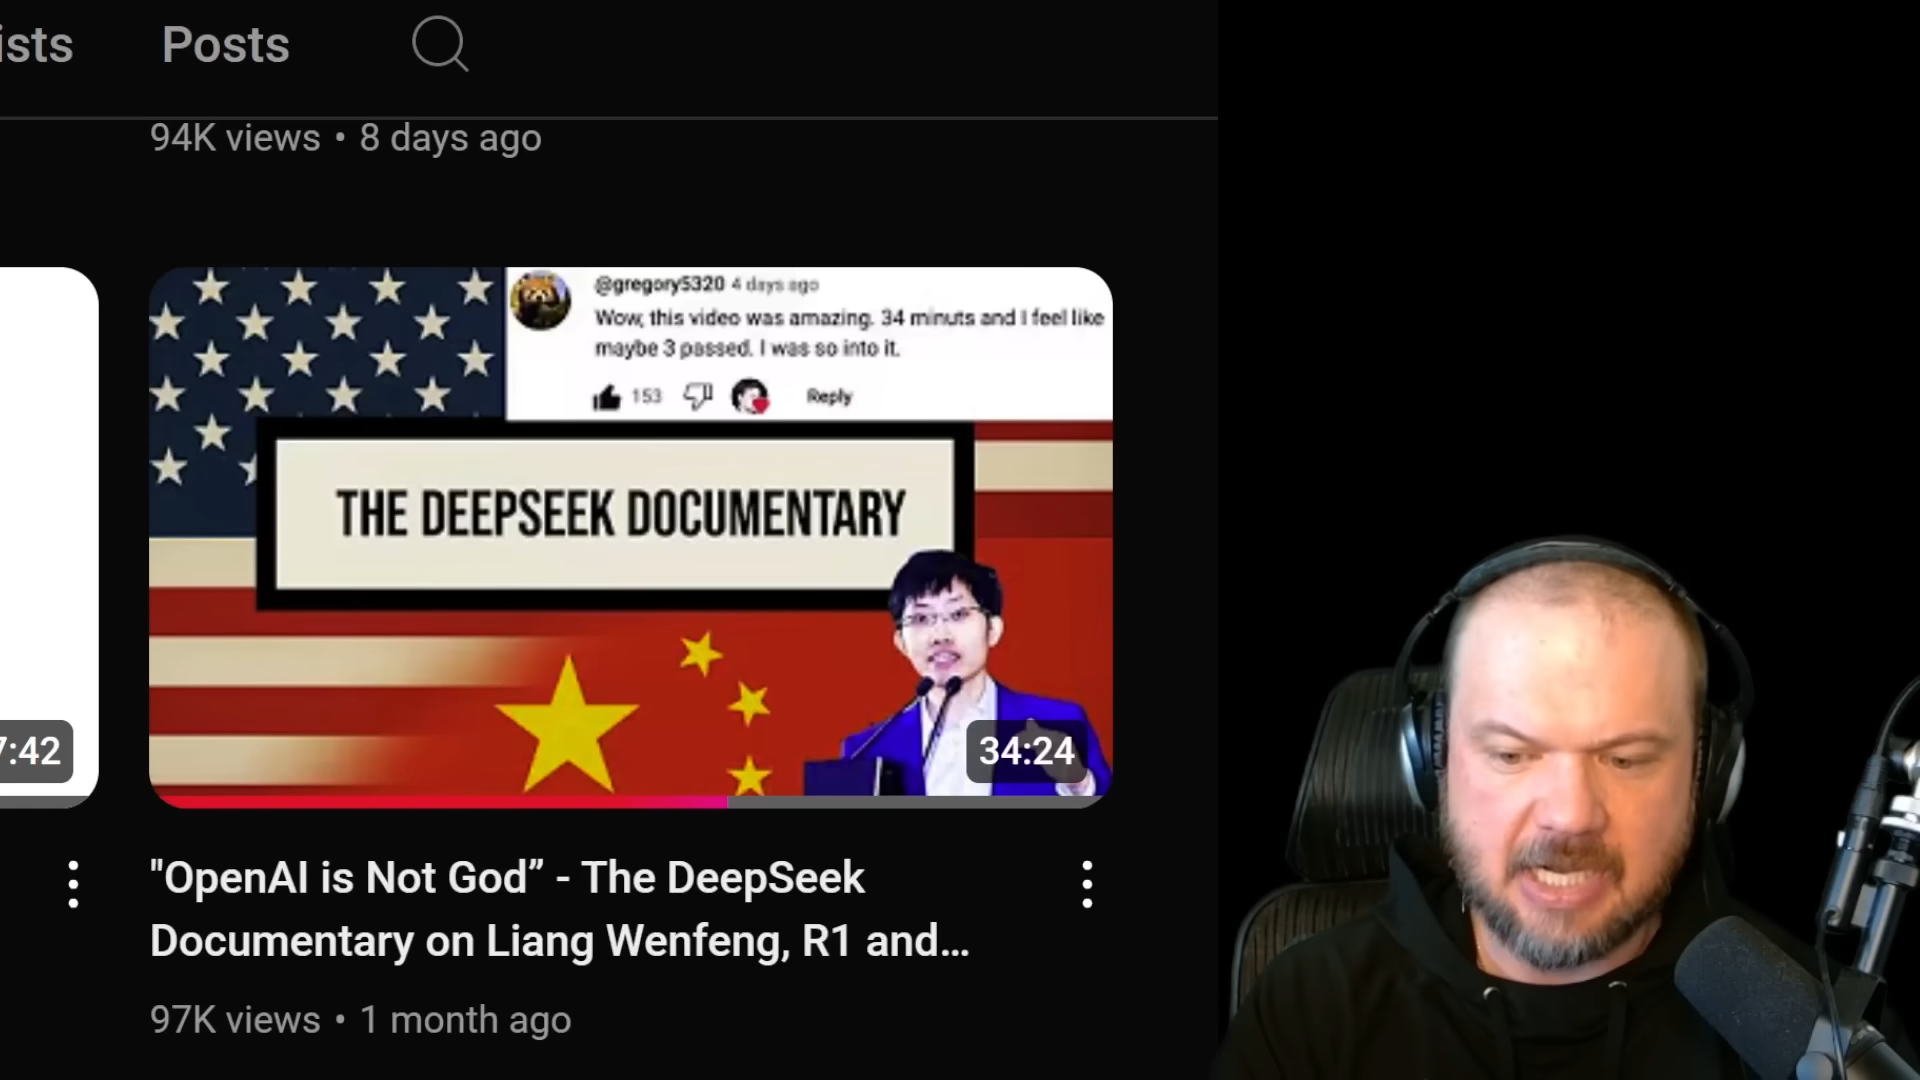 ists
Posts
94K views • 8 days ago
@gregory5320 4 days ago
Wow, this video was amazing. 34 minuts and I feel like
maybe 3 passed. I was so into it.
153
Reply
THE DEEPSEEK DOCUMENTARY
7:42
34:24
"OpenAI is Not God” - The DeepSeek
Documentary on Liang Wenfeng, R1 and...
97K views • 1 month ago